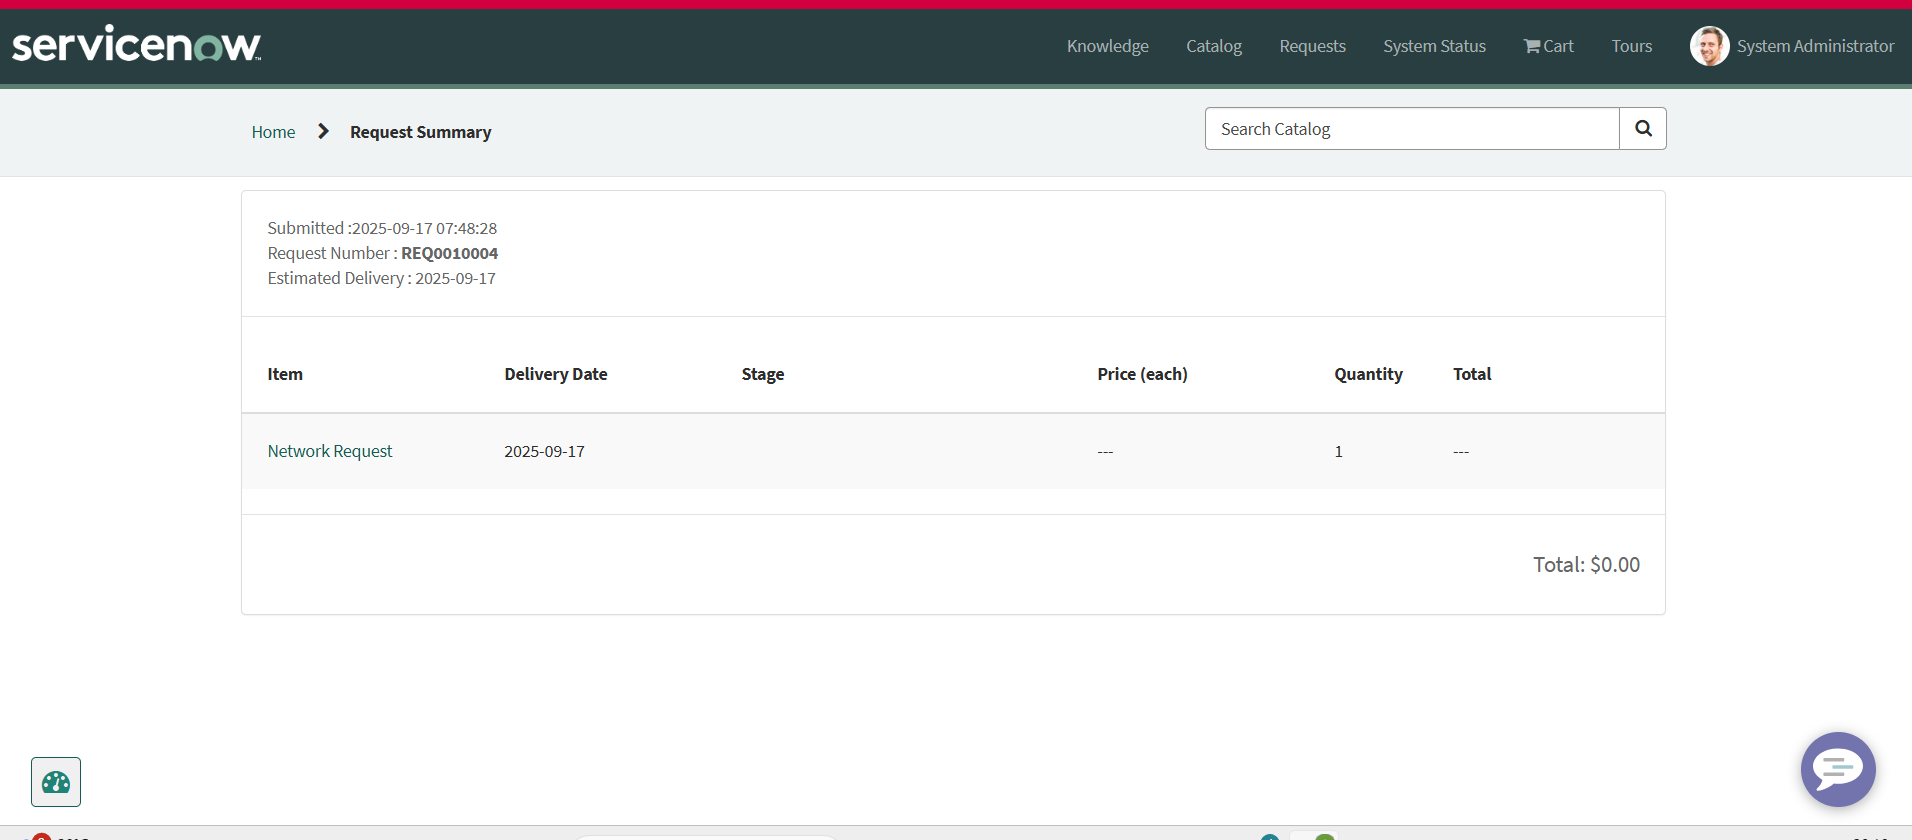 servicenow
Knowledge Catalog Requests System Status Cart Tours System Administrator
Home Request Summary
Search Catalog
Submitted :2025-09-17 07:48:28
Request Number : REQ0010004
Estimated Delivery : 2025-09-17
Item Delivery Date Stage Price (each) Quantity Total
Network Request 2025-09-17 --- 1 ---
Total: $0.00